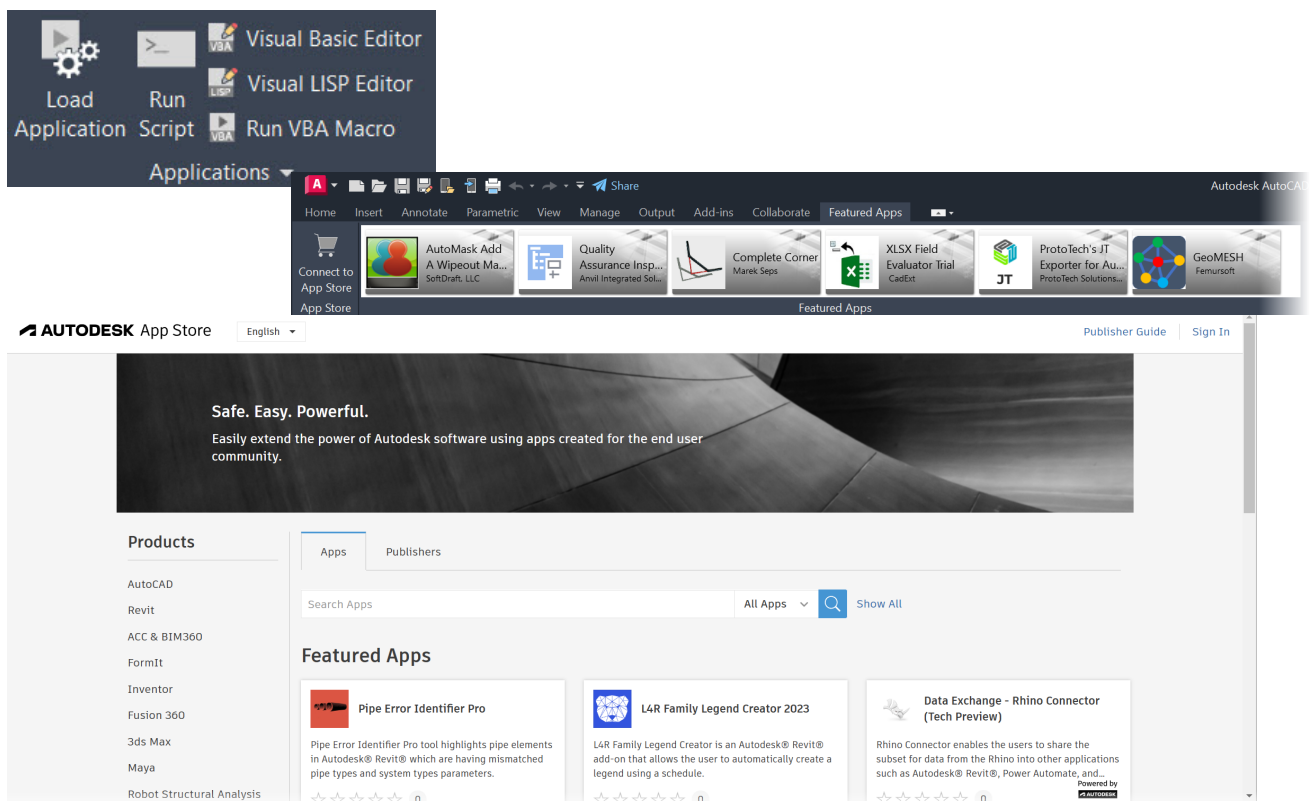 Visual Basic Editor
Visual LISP Editor
Run VBA Macro
VBA
LISP
VBA
Load
Application
Run
Script
Applications
A
Share
Autodesk AutoCAD
Home Insert Annotate Parametric View Manage Output Add-ins Collaborate Featured Apps
Connect to
App Store
App Store
AutoMask Add
A Wipeout Ma...
SoftDraft, LLC
Quality
Assurance Insp...
Anvil Integrated Sol...
Complete Corner
Marek Seps
XLSX Field
Evaluator Trial
CadExt
JT
ProtoTech's JT
Exporter for Au...
ProtoTech Solutions...
GeoMESH
Femursoft
Featured Apps
AUTODESK App Store
English
Publisher Guide
Sign In
Safe. Easy. Powerful.
Easily extend the power of Autodesk software using apps created for the end user
community.
Products
AutoCAD
Revit
ACC & BIM360
FormIt
Inventor
Fusion 360
3ds Max
Maya
Robot Structural Analysis
Apps
Publishers
Search Apps
All Apps
Show All
Featured Apps
Pipe Error Identifier Pro
Pipe Error Identifier Pro tool highlights pipe elements
in Autodesk® Revit® which are having mismatched
pipe types and system types parameters.
0
L4R Family Legend Creator 2023
L4R Family Legend Creator is an Autodesk® Revit®
add-on that allows the user to automatically create a
legend using a schedule.
0
Data Exchange - Rhino Connector
(Tech Preview)
Rhino Connector enables the users to share the
subset for data from the Rhino into other applications
such as Autodesk® Revit®, Power Automate, and...
0
Powered by
AUTODESK